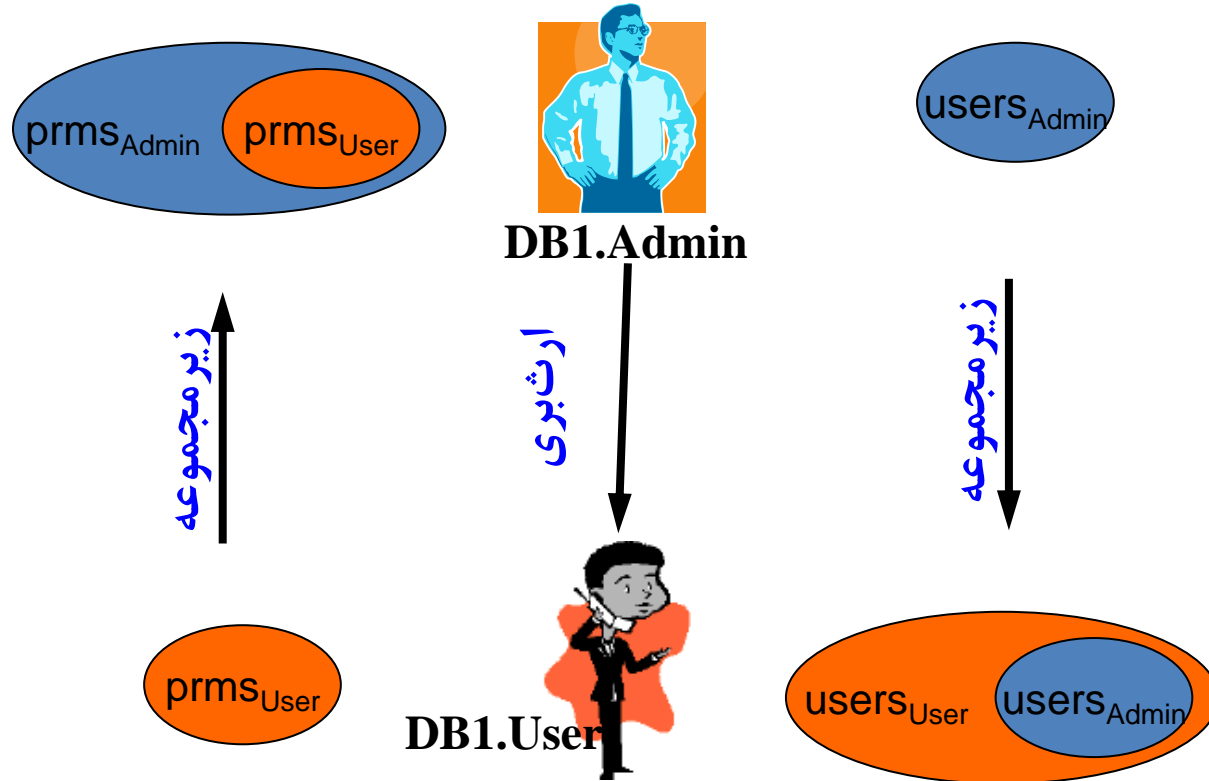 prmsAdmin prmsUser
usersAdmin
DB1.Admin
زیرمجموعه
ارث‌بری
زیرمجموعه
prmsUser
DB1.User
usersUser usersAdmin